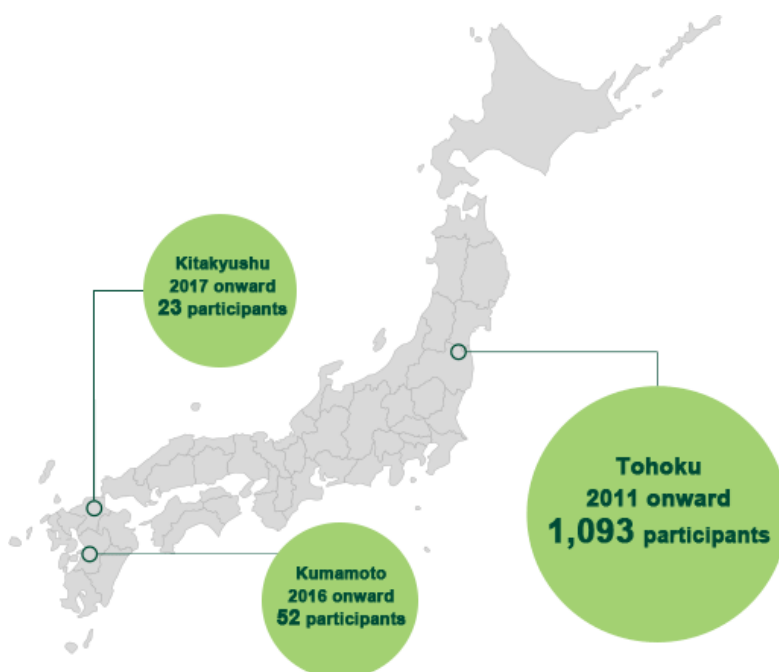 Kitakyushu
2017 onward
23 participants
Tohoku
2011 onward
1,093 participants
Kumamoto
2016 onward
52 participants